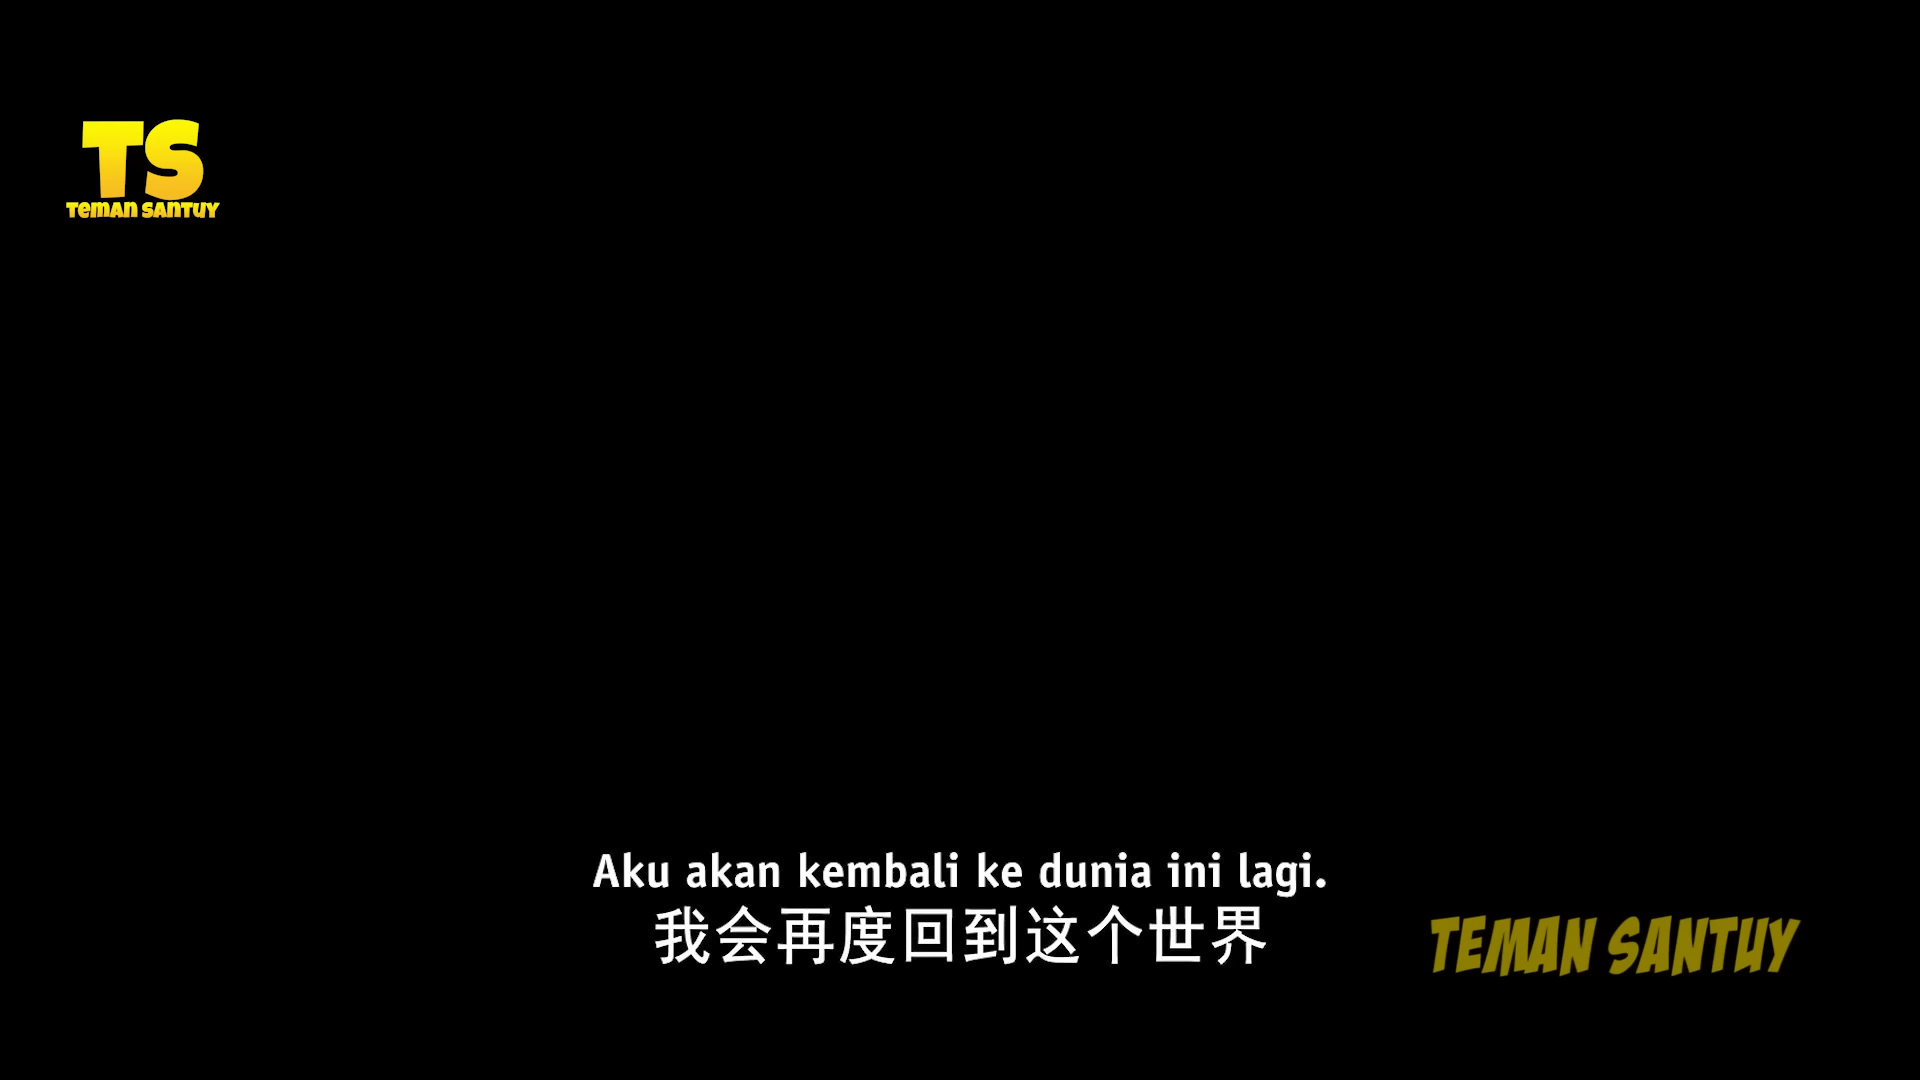 TS
TEMAN SANTUY
Aku akan kembali ke dunia ini lagi.
我会再度回到这个世界
TEMAN SANTUY